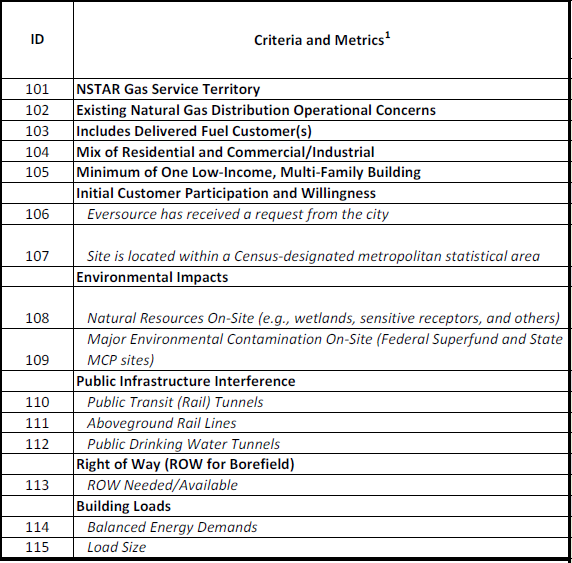 ID Criteria and Metrics1
101 NSTAR Gas Service Territory
102 Existing Natural Gas Distribution Operational Concerns
103 Includes Delivered Fuel Customer(s)
104 Mix of Residential and Commercial/Industrial
105 Minimum of One Low-Income, Multi-Family Building
Initial Customer Participation and Willingness
106 Eversource has received a request from the city
107 Site is located within a Census-designated metropolitan statistical area
Environmental Impacts
108 Natural Resources On-Site (e.g., wetlands, sensitive receptors, and others)
Major Environmental Contamination On-Site (Federal Superfund and State
109 MCP sites)
Public Infrastructure Interference
110 Public Transit (Rail) Tunnels
111 Aboveground Rail Lines
112 Public Drinking Water Tunnels
Right of Way (ROW for Borefield)
113 ROW Needed/Available
Building Loads
114 Balanced Energy Demands
115 Load Size